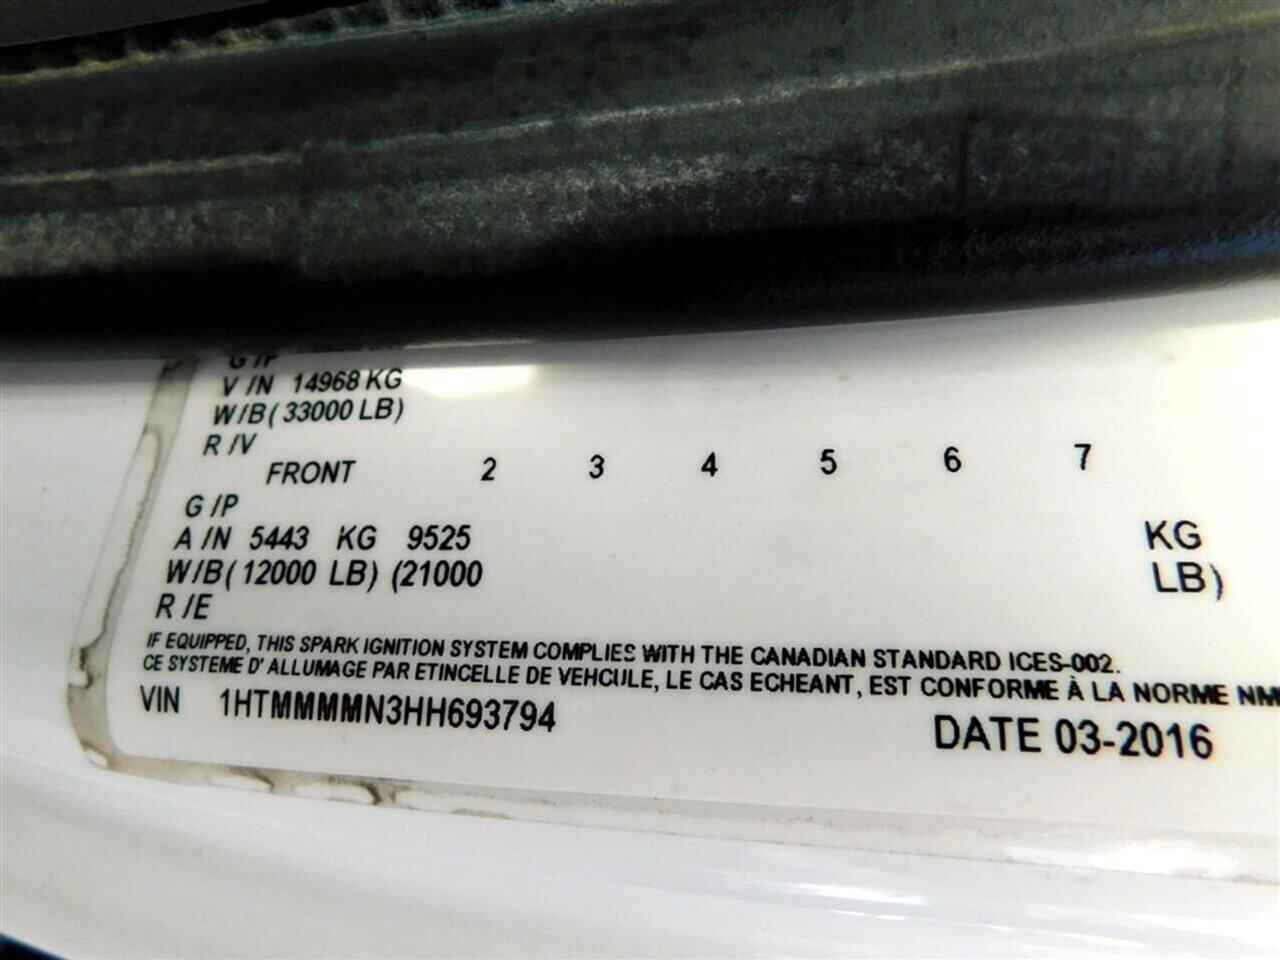 G/P
V/N 14968 KG
W/B (33000 LB)
R/V
FRONT 2 3 4 5 6 7
G/P
A/N 5443 KG 9525 KG
W/B (12000 LB) (21000 LB)
R/E
IF EQUIPPED, THIS SPARK IGNITION SYSTEM COMPLIES WITH THE CANADIAN STANDARD ICES-002.
CE SYSTEME D'ALLUMAGE PAR ETINCELLE DE VEHCULE, LE CAS ECHEANT, EST CONFORME À LA NORME NM
VIN 1HTMMMMN3HH693794
DATE 03-2016